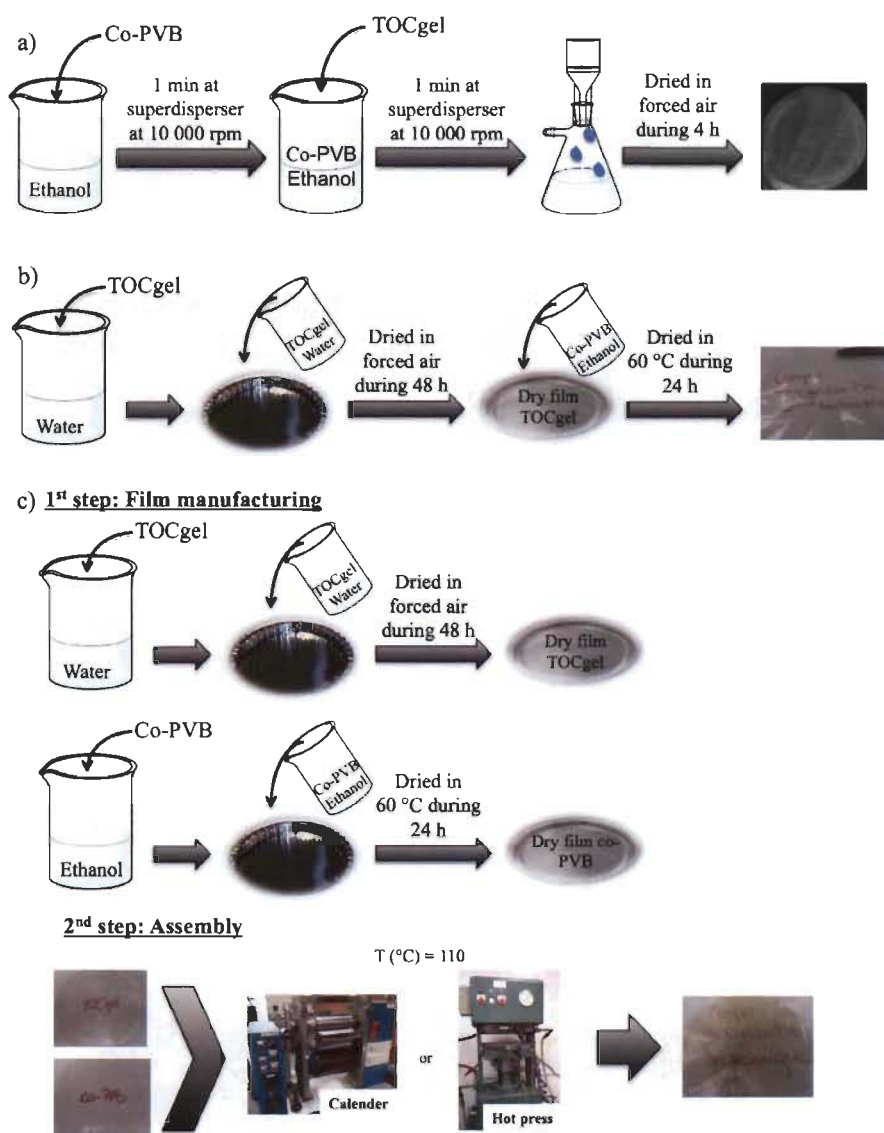 a)
Co-PVB
TOCgel
1 min at
superdisperser
at 10 000 rpm
1 min at
superdisperser
at 10 000 rpm
Dried in
forced air
during 4 h
Ethanol
Co-PVB
Ethanol
b)
TOCgel
Water
TOCgel
Water
Dried in
forced air
during 48 h
Co-PVB
Ethanol
Dry film
TOCgel
Dried in
60 °C during
24 h
c) 1st step: Film manufacturing
TOCgel
Water
TOCgel
Water
Dried in
forced air
during 48 h
Dry film
TOCgel
Co-PVB
Ethanol
Co-PVB
Ethanol
Dried in
60 °C during
24 h
Dry film co-
PVB
2nd step: Assembly
T (°C) = 110
Calender
or
Hot press